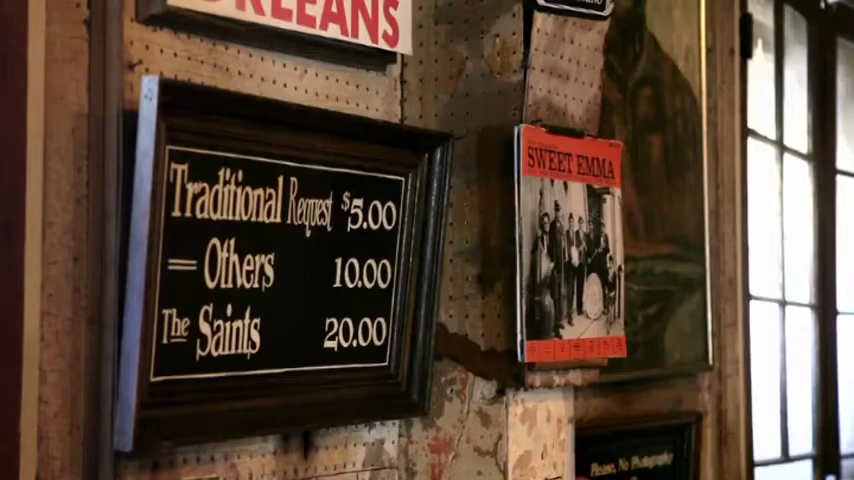 ORLEANS
Traditional Request $5.00
= Others 10.00
The Saints 20.00
SWEET EMMA
Please, No Photography